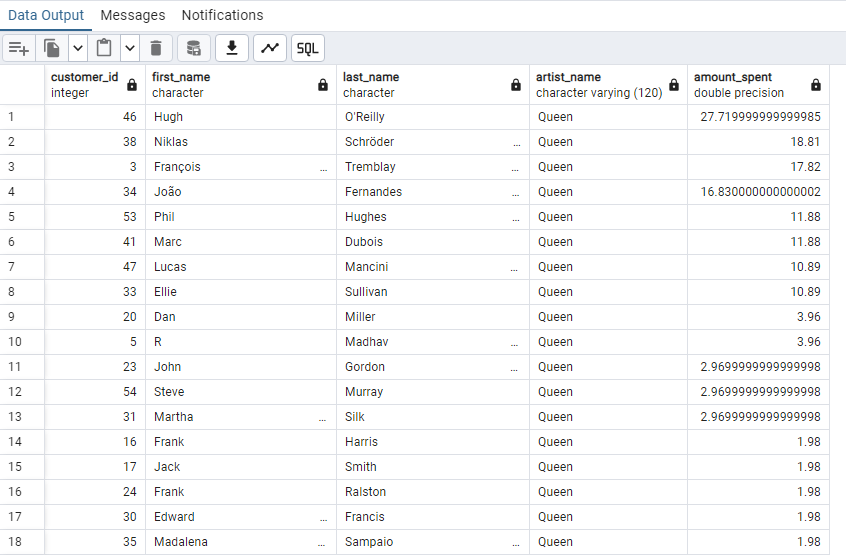 Data Output Messages Notifications
SQL
customer_id first_name last_name artist_name amount_spent
integer character character character varying (120) double precision
1 46 Hugh O'Reilly Queen 27.719999999999985
2 38 Niklas Schröder ... Queen 18.81
3 3 François ... Tremblay ... Queen 17.82
4 34 João Fernandes ... Queen 16.830000000000002
5 53 Phil Hughes ... Queen 11.88
6 41 Marc Dubois Queen 11.88
7 47 Lucas Mancini ... Queen 10.89
8 33 Ellie Sullivan Queen 10.89
9 20 Dan Miller Queen 3.96
10 5 R Madhav ... Queen 3.96
11 23 John Gordon ... Queen 2.9699999999999998
12 54 Steve Murray Queen 2.9699999999999998
13 31 Martha ... Silk Queen 2.9699999999999998
14 16 Frank Harris Queen 1.98
15 17 Jack Smith Queen 1.98
16 24 Frank Ralston Queen 1.98
17 30 Edward ... Francis Queen 1.98
18 35 Madalena ... Sampaio ... Queen 1.98